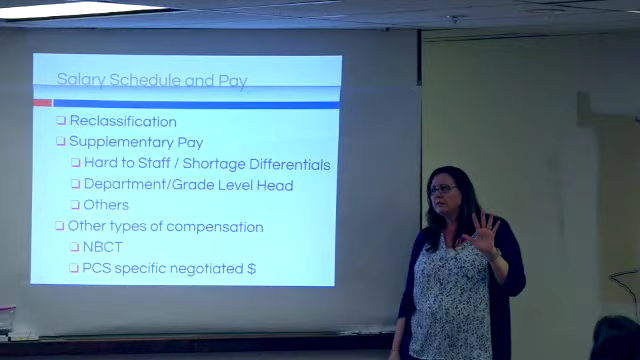 Salary Schedule and Pay
Reclassification
Supplementary Pay
Hard to Staff / Shortage Differentials
Department/Grade Level Head
Others
Other types of compensation
NBCT
PCS specific negotiated $